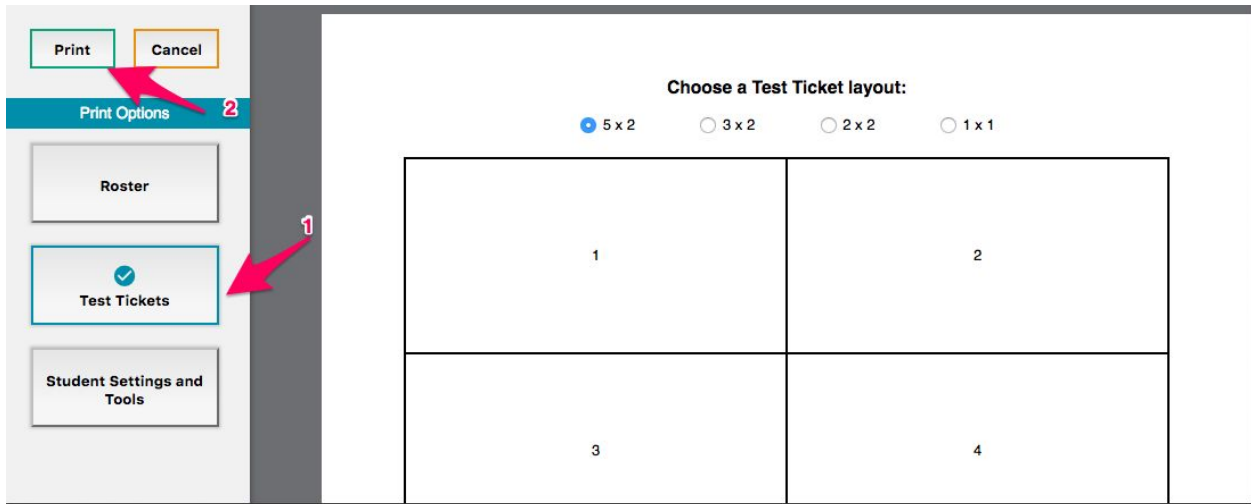 Print
Cancel
Print Options
2
Roster
1
Test Tickets
Student Settings and
Tools
Choose a Test Ticket layout:
5 x 2
3 x 2
2 x 2
1 x 1
1
2
3
4